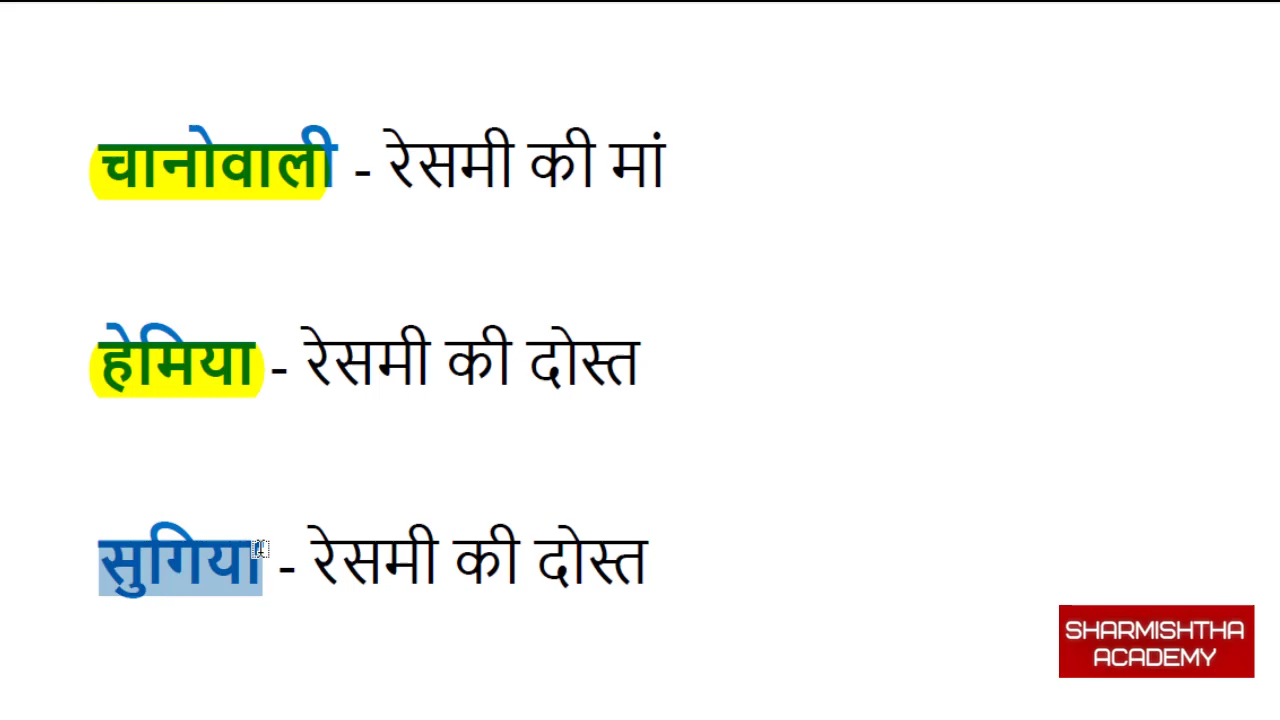 चानोवाली - रेसमी की मां
हेमिया - रेसमी की दोस्त
सुगिया - रेसमी की दोस्त
SHARMISHTHA
ACADEMY